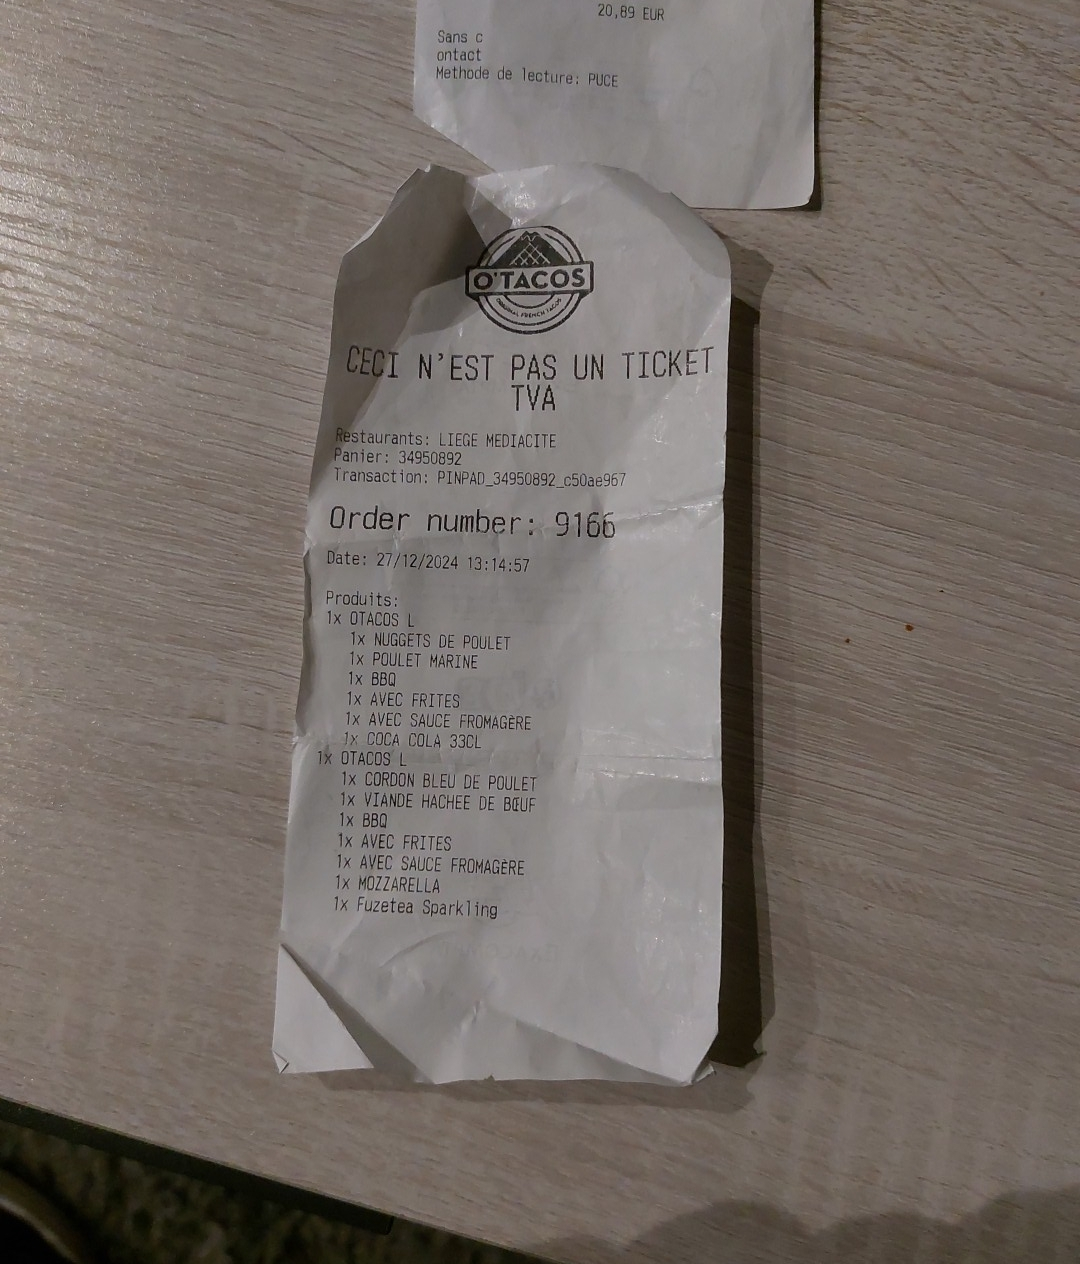 20,89 EUR
Sans c
ontact
Methode de lecture: PUCE
O'TACOS
ORIGINAL FRENCH TACOS
CECI N'EST PAS UN TICKET
TVA
Restaurants: LIEGE MEDIACITE
Panier: 34950892
Transaction: PINPAD_34950892_c50ae967
Order number: 9166
Date: 27/12/2024 13:14:57
Produits:
1x OTACOS L
1x NUGGETS DE POULET
1x POULET MARINE
1x BBQ
1x AVEC FRITES
1x AVEC SAUCE FROMAGÈRE
1x COCA COLA 33CL
1x OTACOS L
1x CORDON BLEU DE POULET
1x VIANDE HACHEE DE BŒUF
1x BBQ
1x AVEC FRITES
1x AVEC SAUCE FROMAGÈRE
1x MOZZARELLA
1x Fuzetea Sparkling